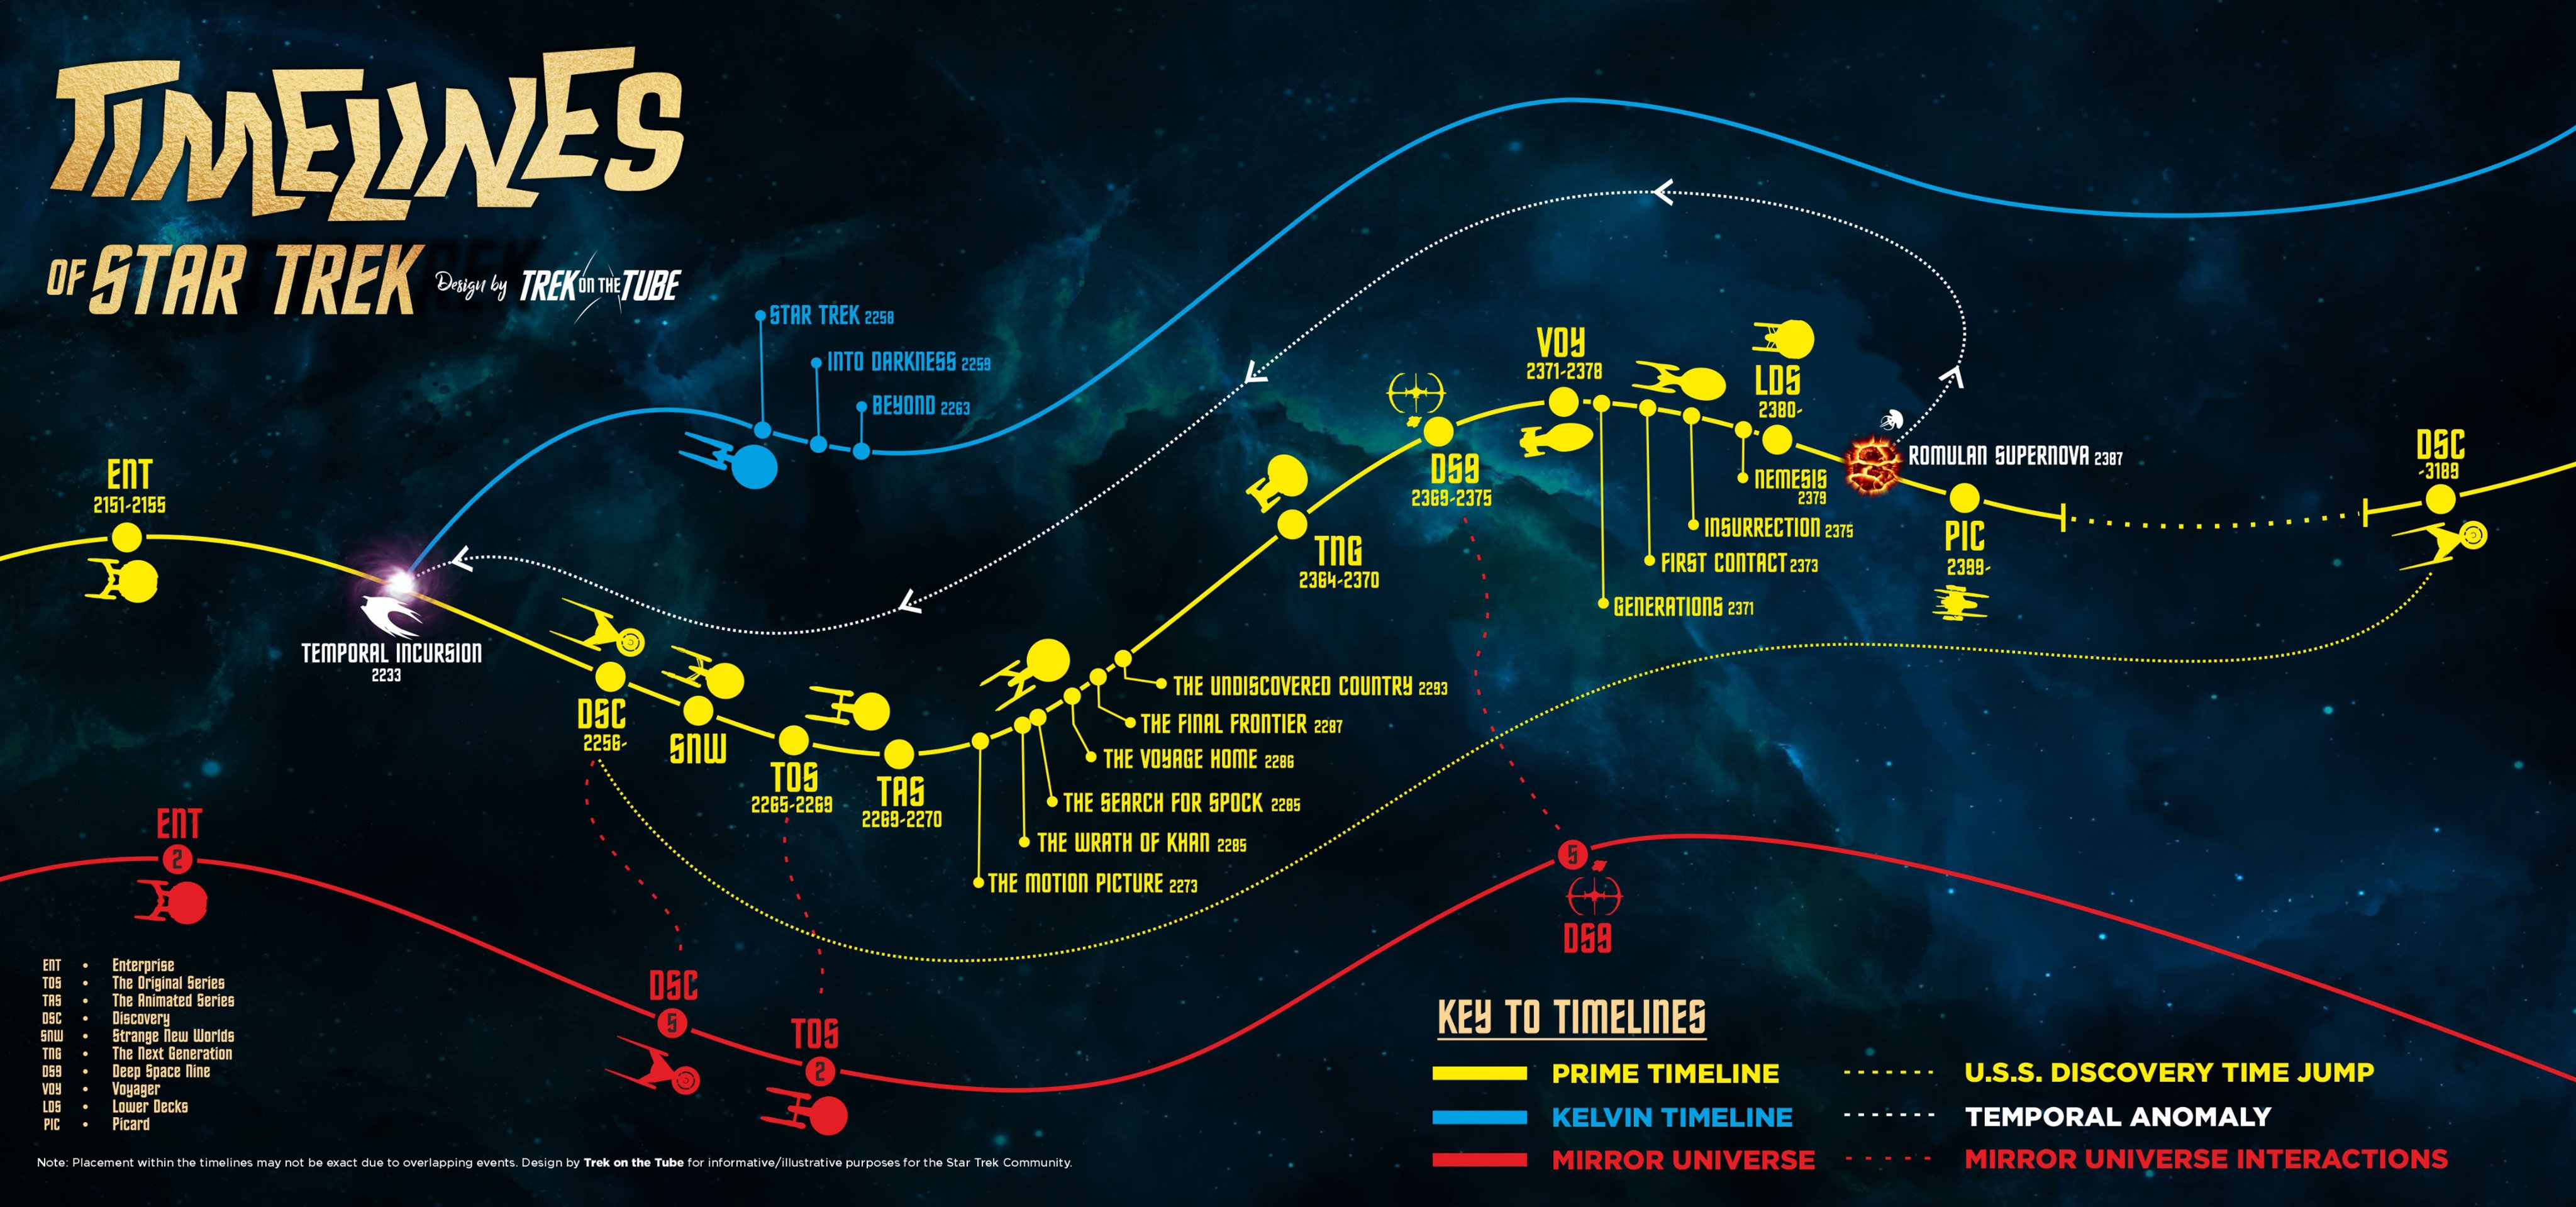 TIMELINES
OF STAR TREK
Design by TREK ON THE TUBE
STAR TREK 2258
INTO DARKNESS 2259
BEYOND 2263
ENT
2151-2155
TEMPORAL INCURSION
2233
DSC
2256-
SNW
TOS
2265-2269
TAS
2269-2270
THE MOTION PICTURE 2273
THE WRATH OF KHAN 2285
THE SEARCH FOR SPOCK 2285
THE VOYAGE HOME 2286
THE FINAL FRONTIER 2287
THE UNDISCOVERED COUNTRY 2293
TNG
2364-2370
DS9
2369-2375
VOY
2371-2378
GENERATIONS 2371
FIRST CONTACT 2373
INSURRECTION 2375
NEMESIS
2379
LDS
2380-
ROMULAN SUPERNOVA 2387
PIC
2399-
DSC
-3189
ENT
2
DSC
5
TOS
2
5
DS9
ENT • Enterprise
TOS • The Original Series
TAS • The Animated Series
DSC • Discovery
SNW • Strange New Worlds
TNG • The Next Generation
DS9 • Deep Space Nine
VOY • Voyager
LDS • Lower Decks
PIC • Picard
KEY TO TIMELINES
PRIME TIMELINE
KELVIN TIMELINE
MIRROR UNIVERSE
U.S.S. DISCOVERY TIME JUMP
TEMPORAL ANOMALY
MIRROR UNIVERSE INTERACTIONS
Note: Placement within the timelines may not be exact due to overlapping events. Design by Trek on the Tube for informative/illustrative purposes for the Star Trek Community.